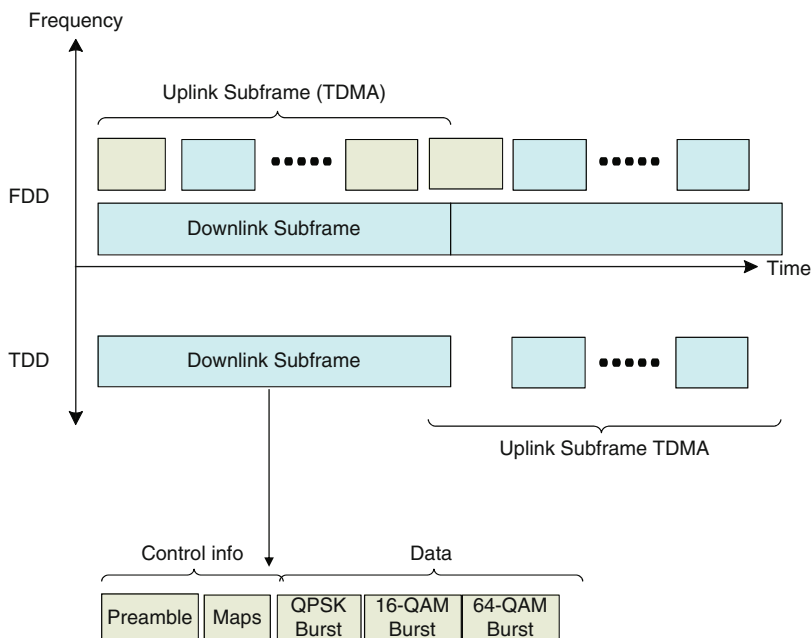 Frequency
Uplink Subframe (TDMA)
FDD
Downlink Subframe
Time
TDD
Downlink Subframe
Uplink Subframe TDMA
Control info
Data
Preamble
Maps
QPSK
Burst
16-QAM
Burst
64-QAM
Burst